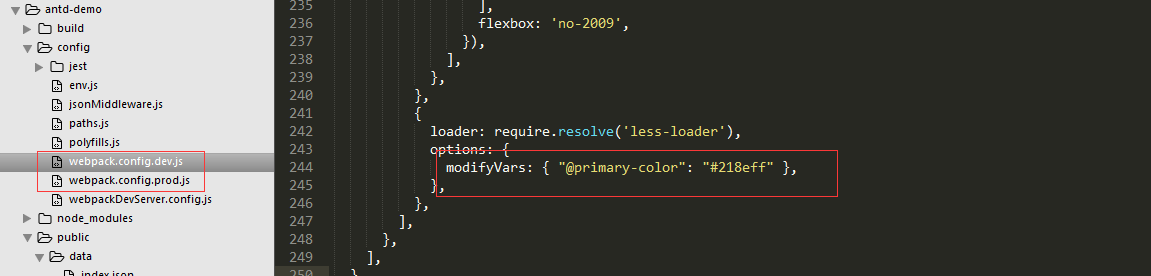 antd-demo
build
config
jest
env.js
jsonMiddleware.js
paths.js
polyfills.js
webpack.config.dev.js
webpack.config.prod.js
webpackDevServer.config.js
node_modules
public
data
index.json
235 ],
236 flexbox: 'no-2009',
237 }),
238 ],
239 },
240 },
241 {
242 loader: require.resolve('less-loader'),
243 options: {
244 modifyVars: { "@primary-color": "#218eff" },
245 },
246 },
247 ],
248 },
249 ],
250 }